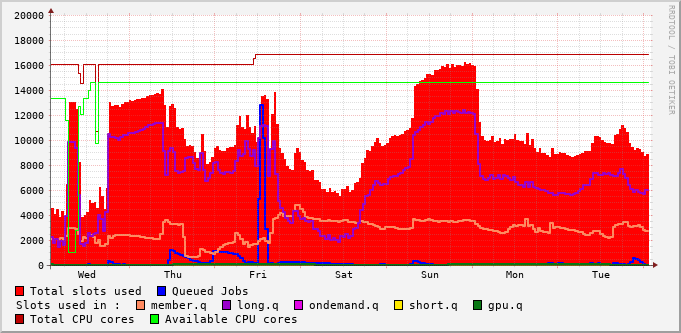 20000
18000
16000
14000
12000
10000
8000
6000
4000
2000
0
Wed Thu Fri Sat Sun Mon Tue
RRDTOOL / TOBI OETIKER
Total slots used Queued Jobs
Slots used in : member.q long.q ondemand.q short.q gpu.q
Total CPU cores Available CPU cores